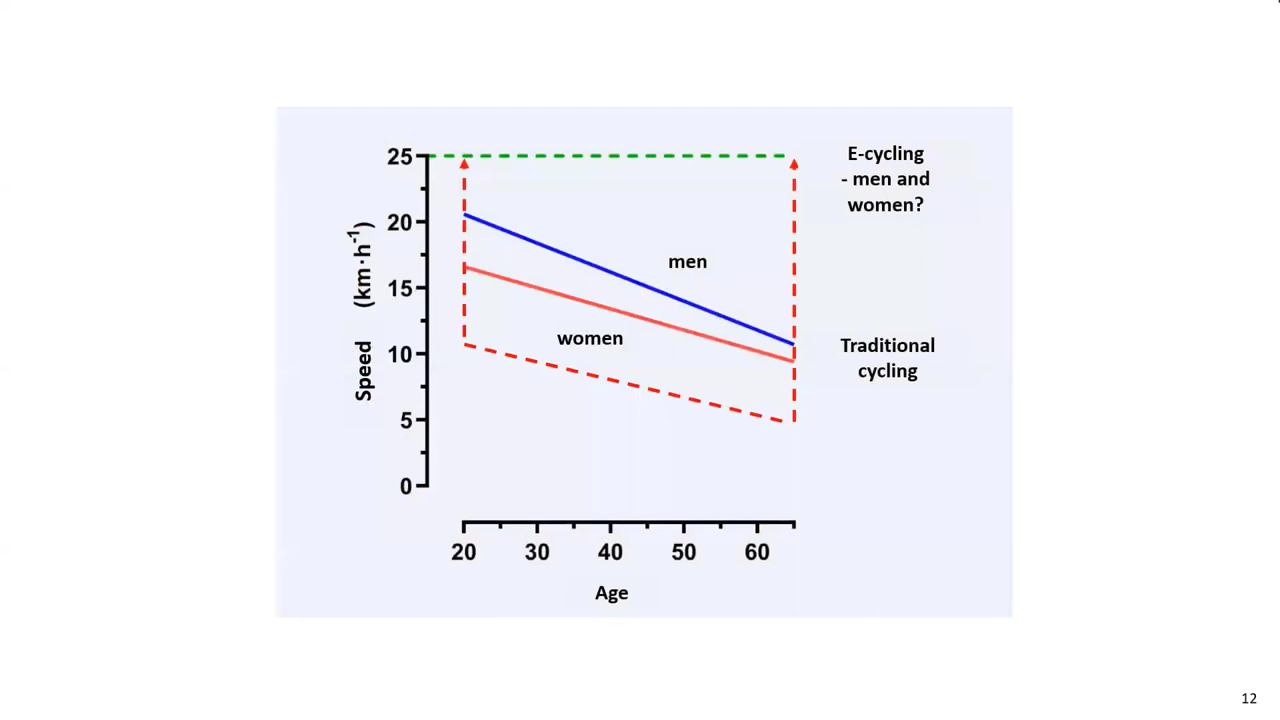 E-cycling
- men and
women?
25
20
15
10
5
0
Speed (km·h⁻¹)
men
women
Traditional
cycling
20 30 40 50 60
Age
12